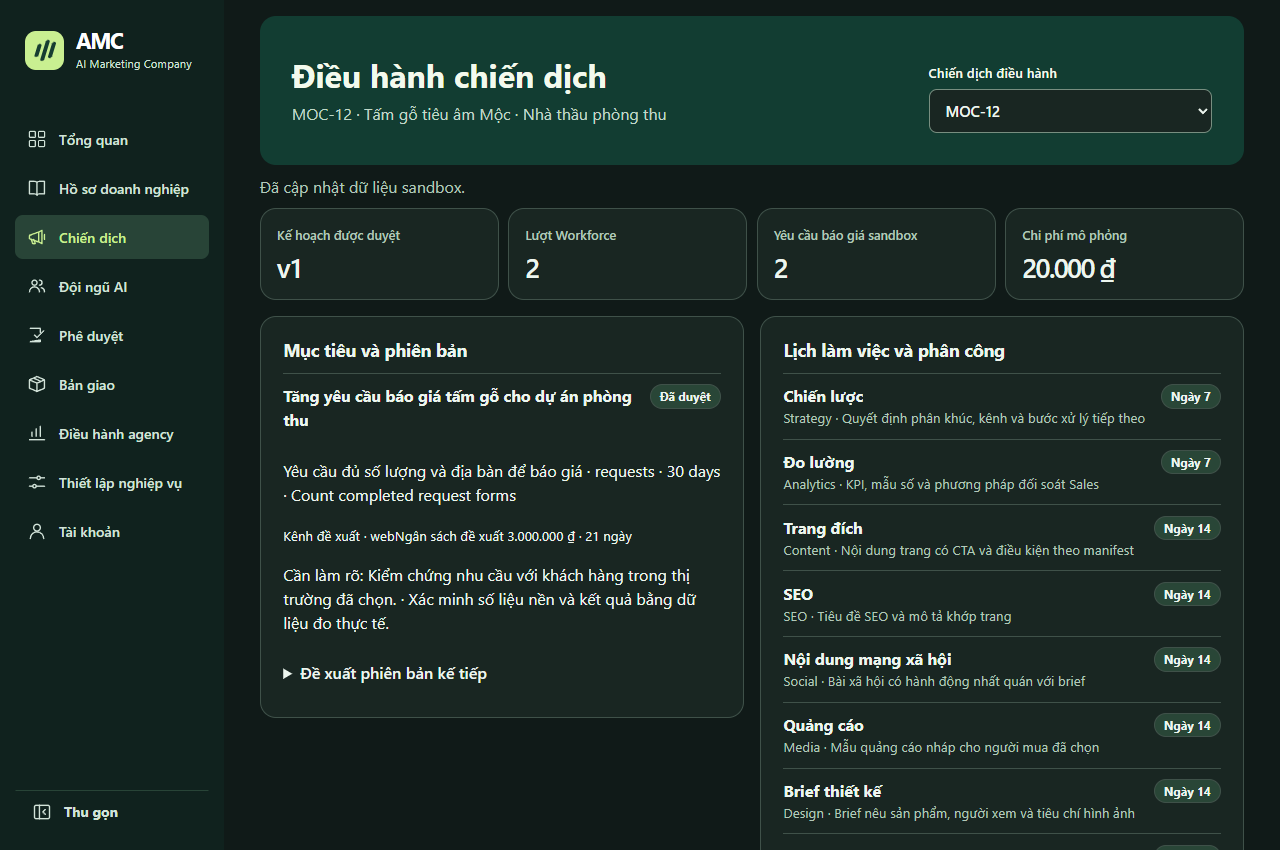 AMC
AI Marketing Company
Tổng quan
Hồ sơ doanh nghiệp
Chiến dịch
Đội ngũ AI
Phê duyệt
Bản giao
Điều hành agency
Thiết lập nghiệp vụ
Tài khoản
Thu gọn
Điều hành chiến dịch
MOC-12 · Tấm gỗ tiêu âm Mộc · Nhà thầu phòng thu
Chiến dịch điều hành
MOC-12
Đã cập nhật dữ liệu sandbox.
Kế hoạch được duyệt
v1
Lượt Workforce
2
Yêu cầu báo giá sandbox
2
Chi phí mô phỏng
20.000 ₫
Mục tiêu và phiên bản
Tăng yêu cầu báo giá tấm gỗ cho dự án phòng
thu
Đã duyệt
Yêu cầu đủ số lượng và địa bàn để báo giá · requests · 30 days
· Count completed request forms
Kênh đề xuất · webNgân sách đề xuất 3.000.000 ₫ · 21 ngày
Cần làm rõ: Kiểm chứng nhu cầu với khách hàng trong thị
trường đã chọn. · Xác minh số liệu nền và kết quả bằng dữ
liệu đo thực tế.
Đề xuất phiên bản kế tiếp
Lịch làm việc và phân công
Chiến lược
Ngày 7
Strategy · Quyết định phân khúc, kênh và bước xử lý tiếp theo
Đo lường
Ngày 7
Analytics · KPI, mẫu số và phương pháp đối soát Sales
Trang đích
Ngày 14
Content · Nội dung trang có CTA và điều kiện theo manifest
SEO
Ngày 14
SEO · Tiêu đề SEO và mô tả khớp trang
Nội dung mạng xã hội
Ngày 14
Social · Bài xã hội có hành động nhất quán với brief
Quảng cáo
Ngày 14
Media · Mẫu quảng cáo nháp cho người mua đã chọn
Brief thiết kế
Ngày 14
Design · Brief nêu sản phẩm, người xem và tiêu chí hình ảnh